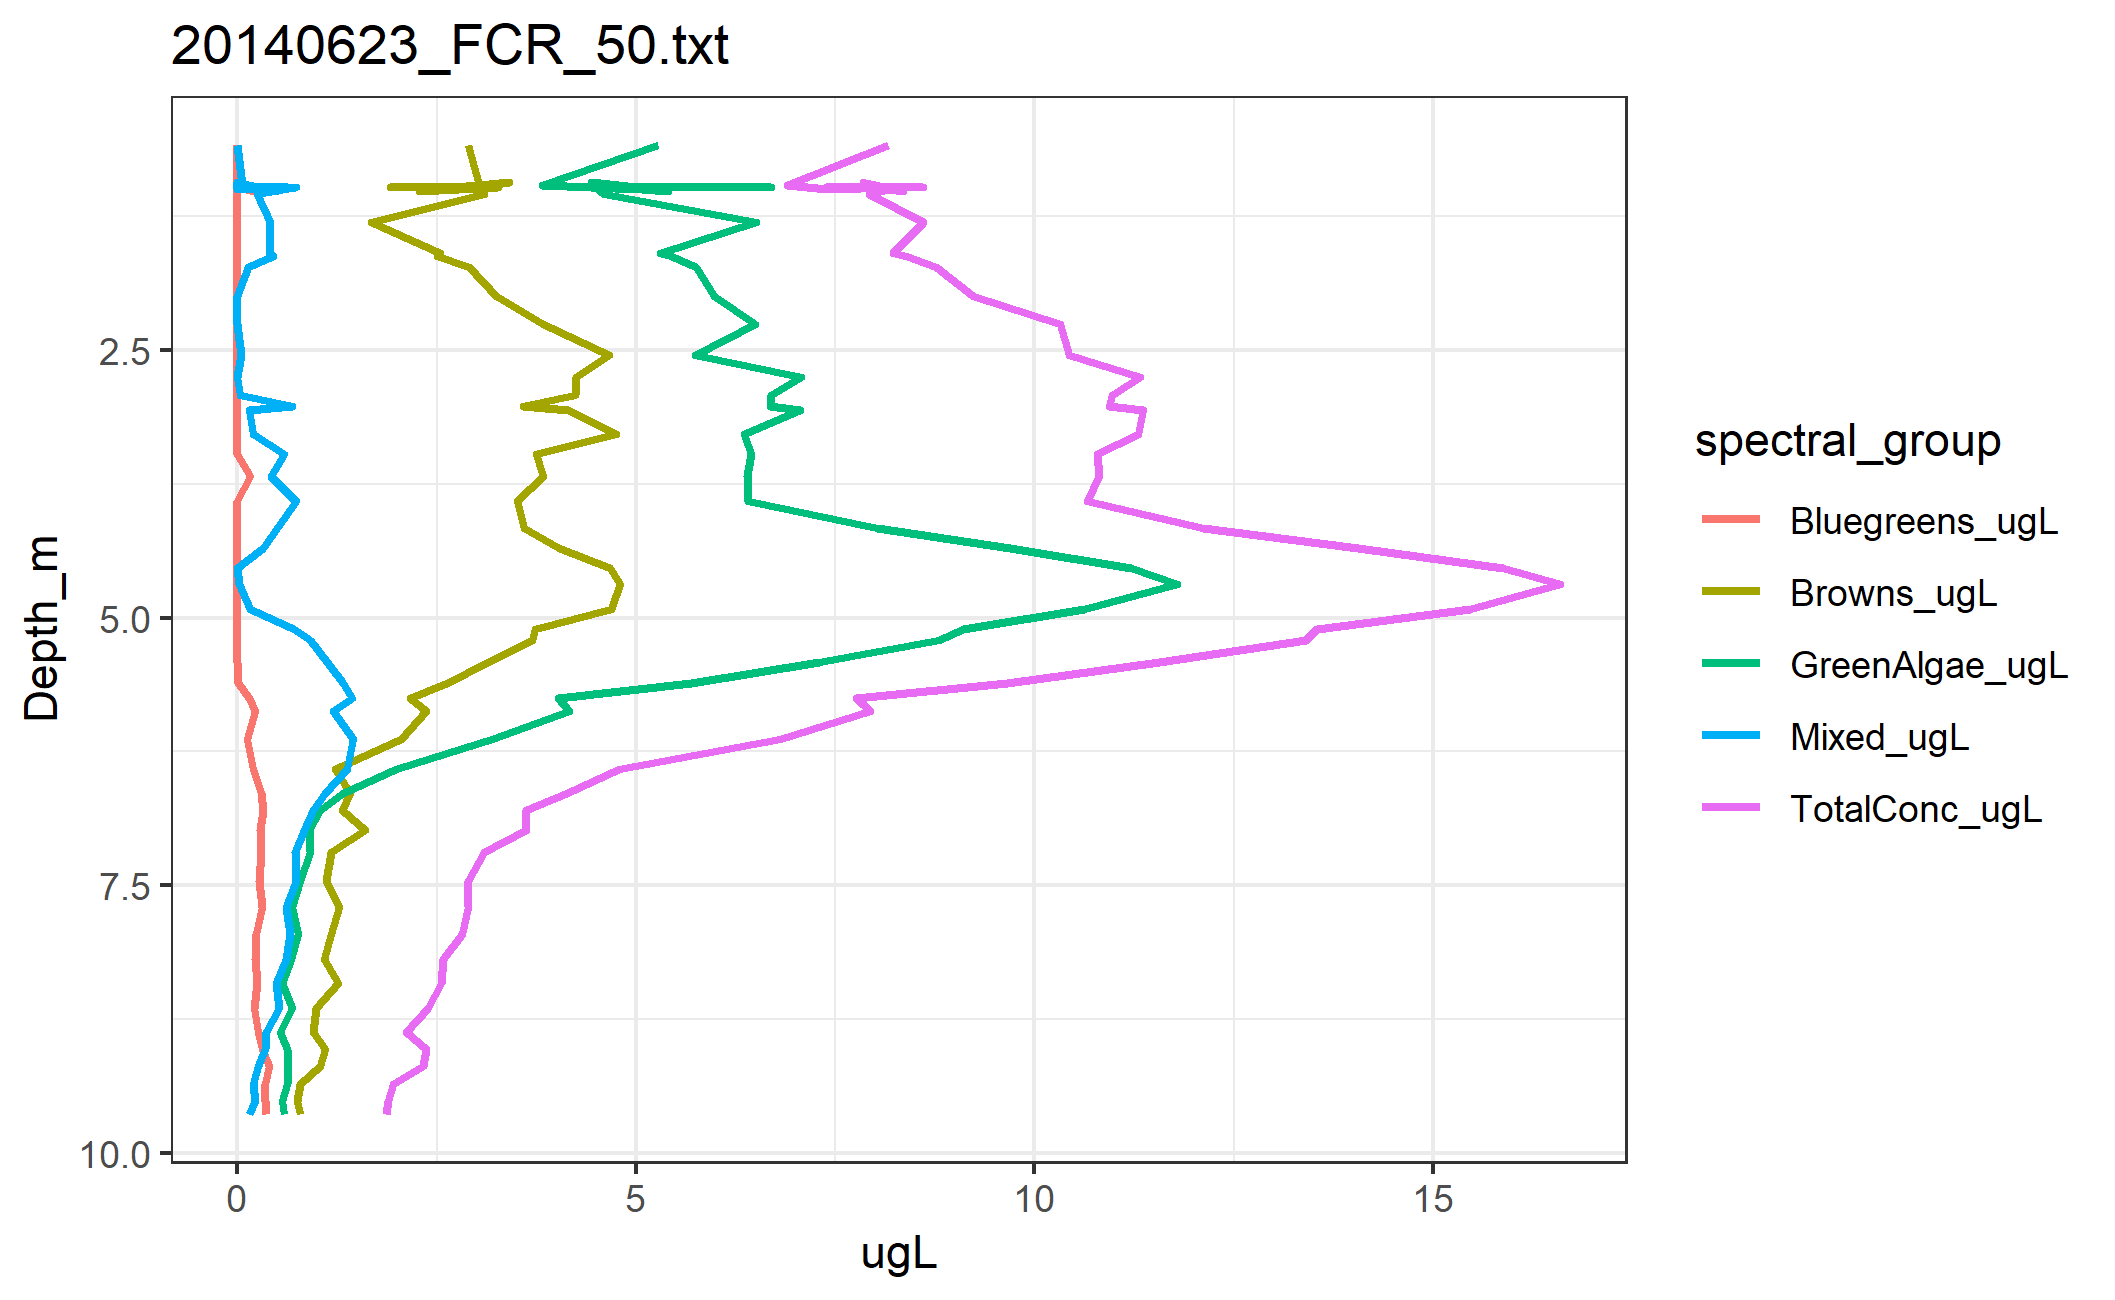 20140623_FCR_50.txt
2.5
5.0
7.5
10.0
Depth_m
0
5
10
15
ugL
spectral_group
Bluegreens_ugL
Browns_ugL
GreenAlgae_ugL
Mixed_ugL
TotalConc_ugL